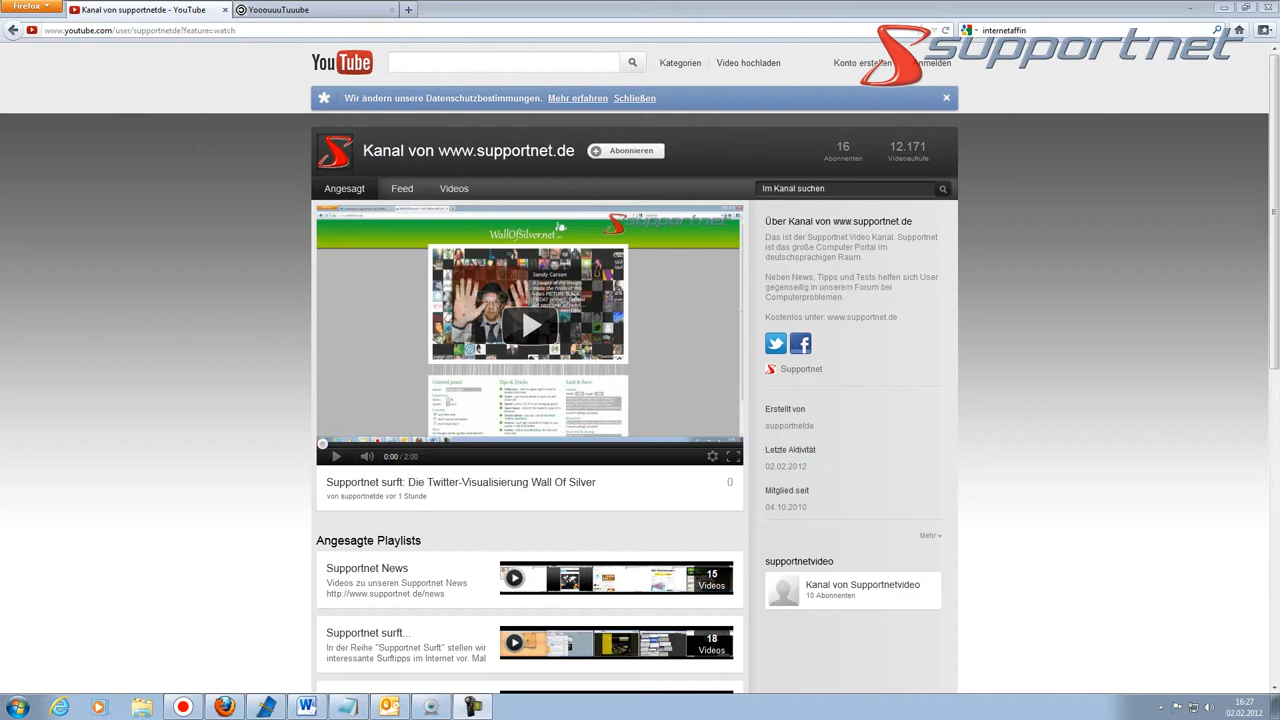 Firefox
Kanal von supportnetde - YouTube
YooouuuTuuube
www.youtube.com/user/supportnetde?feature=watch
internetaffin
supportnet
YouTube
Kategorien
Video hochladen
Konto erstellen
Anmelden
Wir ändern unsere Datenschutzbestimmungen. Mehr erfahren Schließen
Kanal von www.supportnet.de
Abonnieren
16
Abonnenten
12.171
Videoaufrufe
Angesagt
Feed
Videos
Im Kanal suchen
supportnet
WallOfSilver.net
Sandy Carson
Control panel
Tips & Tricks
0:00 / 2:00
Supportnet surft: Die Twitter-Visualisierung Wall Of Silver
0
von supportnetde vor 1 Stunde
Angesagte Playlists
Supportnet News
Videos zu unseren Supportnet News
http://www.supportnet.de/news
15
Videos
Supportnet surft...
In der Reihe "Supportnet Surft" stellen wir
interessante Surftipps im Internet vor. Mal
18
Videos
Über Kanal von www.supportnet.de
Das ist der Supportnet Video Kanal. Supportnet
ist das große Computer Portal im
deutschsprachigen Raum.
Neben News, Tipps und Tests helfen sich User
gegenseitig in unserem Forum bei
Computerproblemen.
Kostenlos unter: www.supportnet.de
Supportnet
Erstellt von
supportnetde
Letzte Aktivität
02.02.2012
Mitglied seit
04.10.2010
Mehr
supportnetvideo
Kanal von Supportnetvideo
10 Abonnenten
16:27
02.02.2012